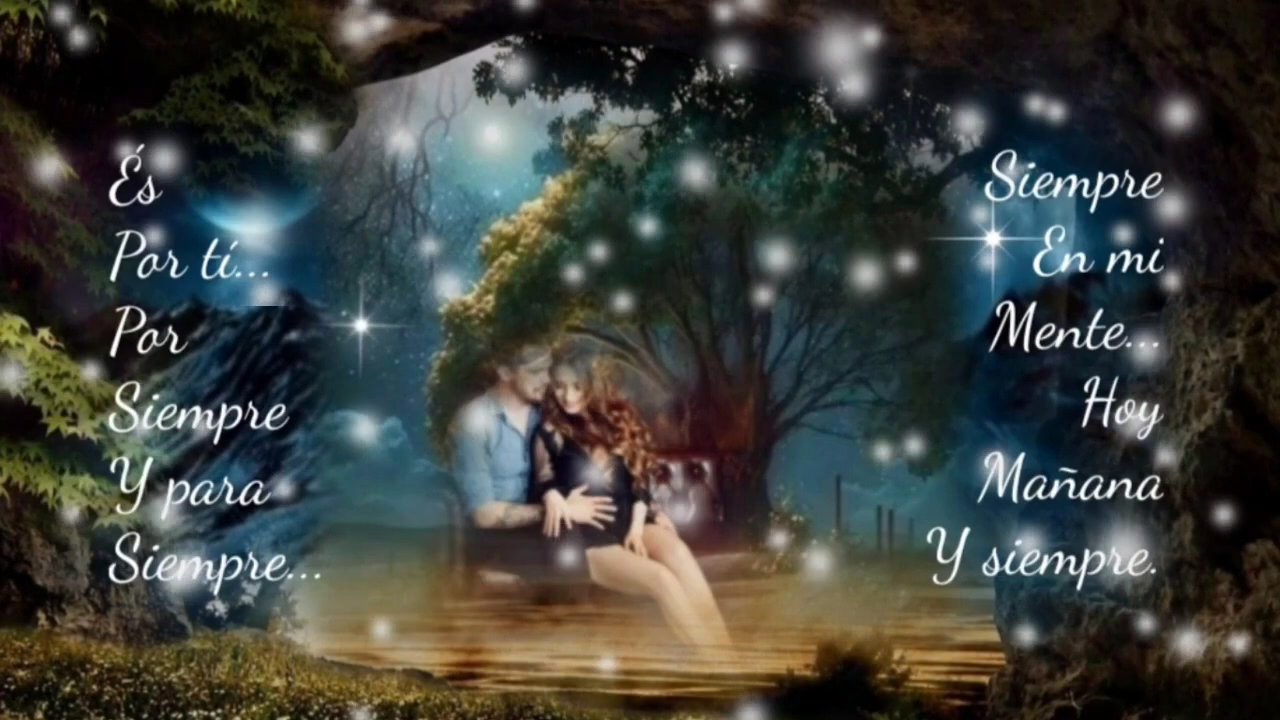 És
Por tí...
Por
Siempre
Y para
Siempre...
Siempre
En mi
Mente...
Hoy
Mañana
Y siempre.